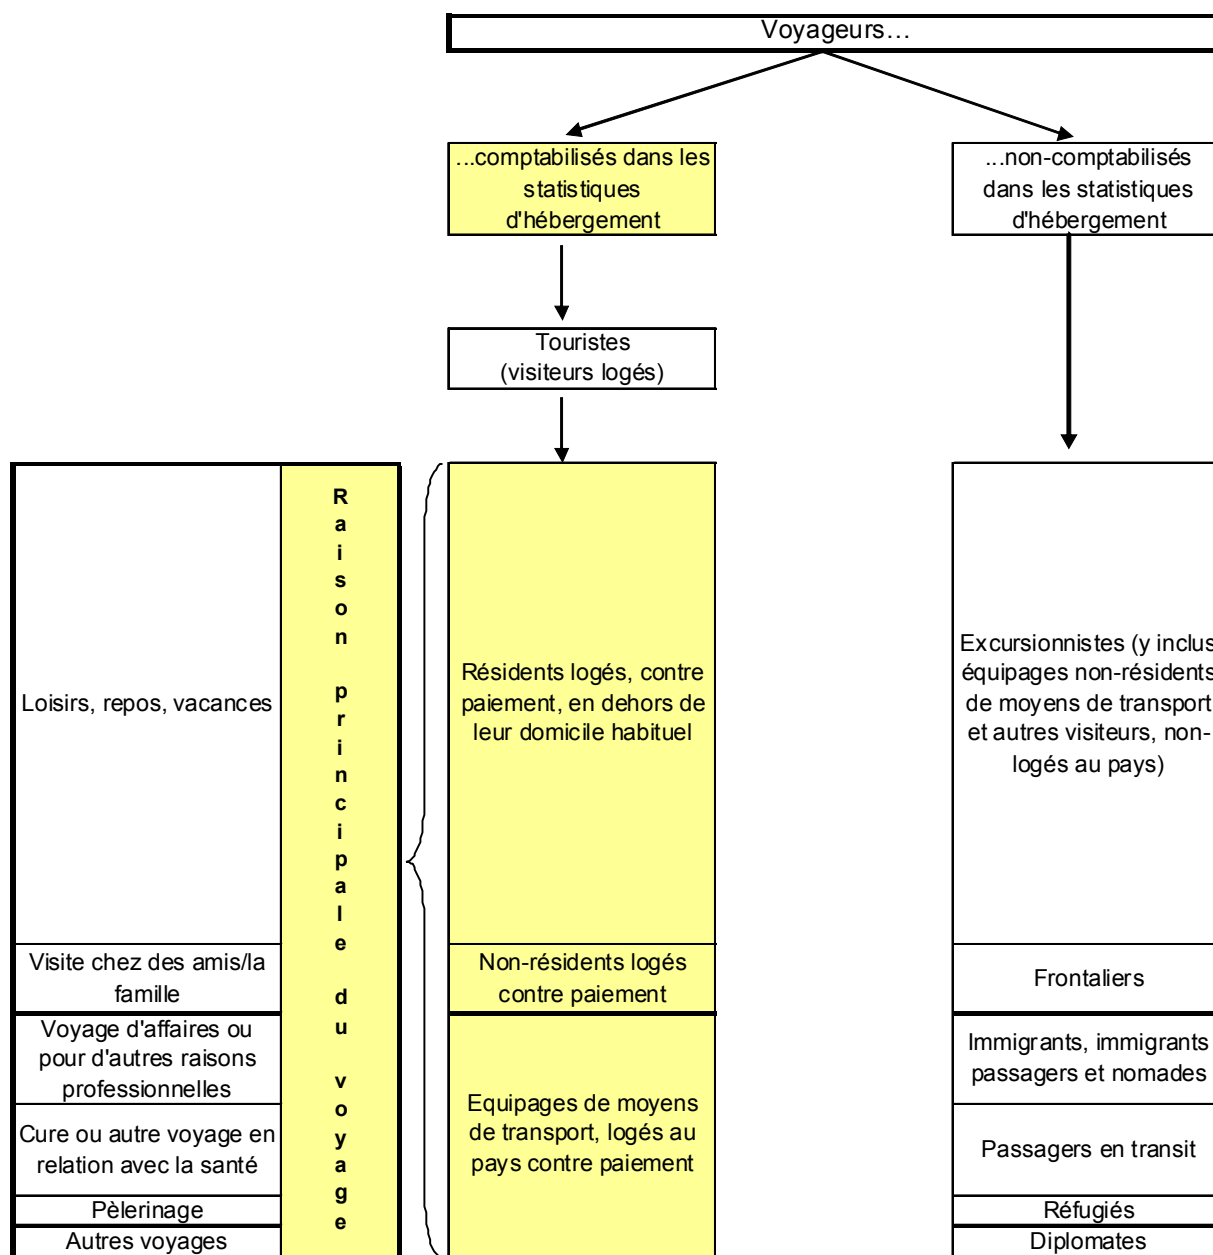 Voyageurs…
...comptabilisés dans les
statistiques
d'hébergement
...non-comptabilisés
dans les statistiques
d'hébergement
Touristes
(visiteurs logés)
Loisirs, repos, vacances
Visite chez des amis/la
famille
Voyage d'affaires ou
pour d'autres raisons
professionnelles
Cure ou autre voyage en
relation avec la santé
Pèlerinage
Autres voyages
Raison principale du voyage
Résidents logés, contre
paiement, en dehors de
leur domicile habituel
Non-résidents logés
contre paiement
Equipages de moyens
de transport, logés au
pays contre paiement
Excursionnistes (y inclus
équipages non-résidents
de moyens de transport
et autres visiteurs, non-
logés au pays)
Frontaliers
Immigrants, immigrants
passagers et nomades
Passagers en transit
Réfugiés
Diplomates